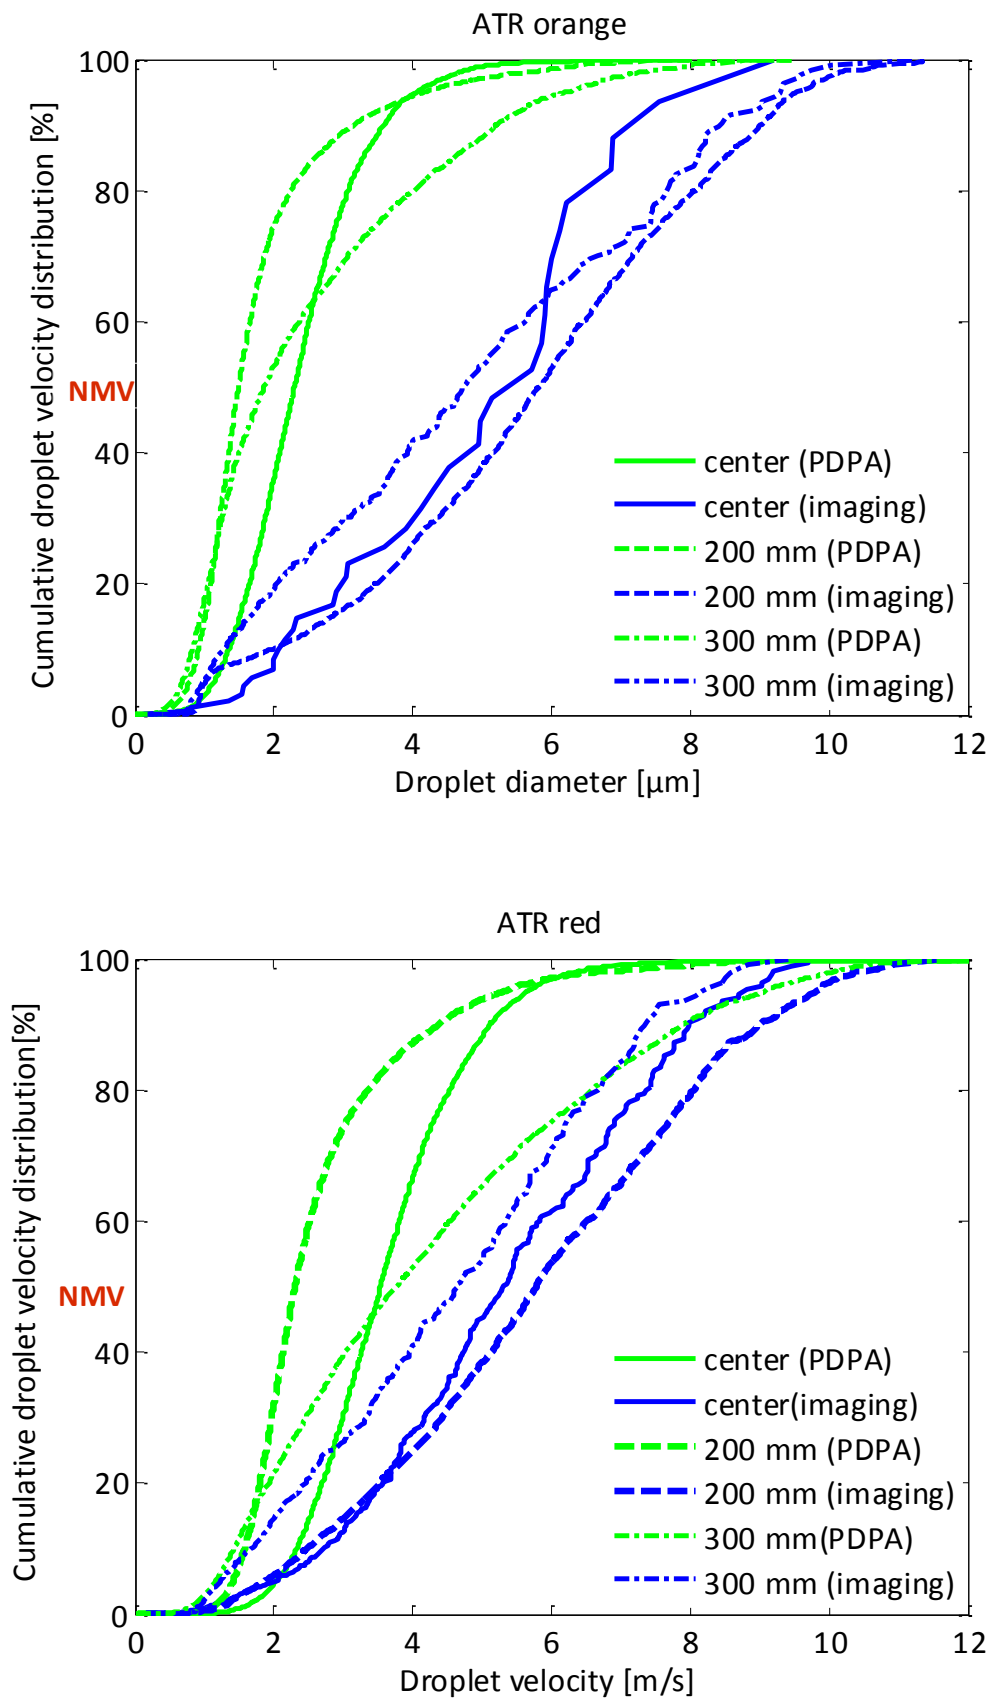 ATR orange
Cumulative droplet velocity distribution [%]
100
80
60
NMV
40
20
0
center (PDPA)
center (imaging)
200 mm (PDPA)
200 mm (imaging)
300 mm (PDPA)
300 mm (imaging)
0 2 4 6 8 10 12
Droplet diameter [µm]
ATR red
Cumulative droplet velocity distribution[%]
100
80
60
NMV
40
20
0
center (PDPA)
center(imaging)
200 mm (PDPA)
200 mm (imaging)
300 mm(PDPA)
300 mm (imaging)
0 2 4 6 8 10 12
Droplet velocity [m/s]